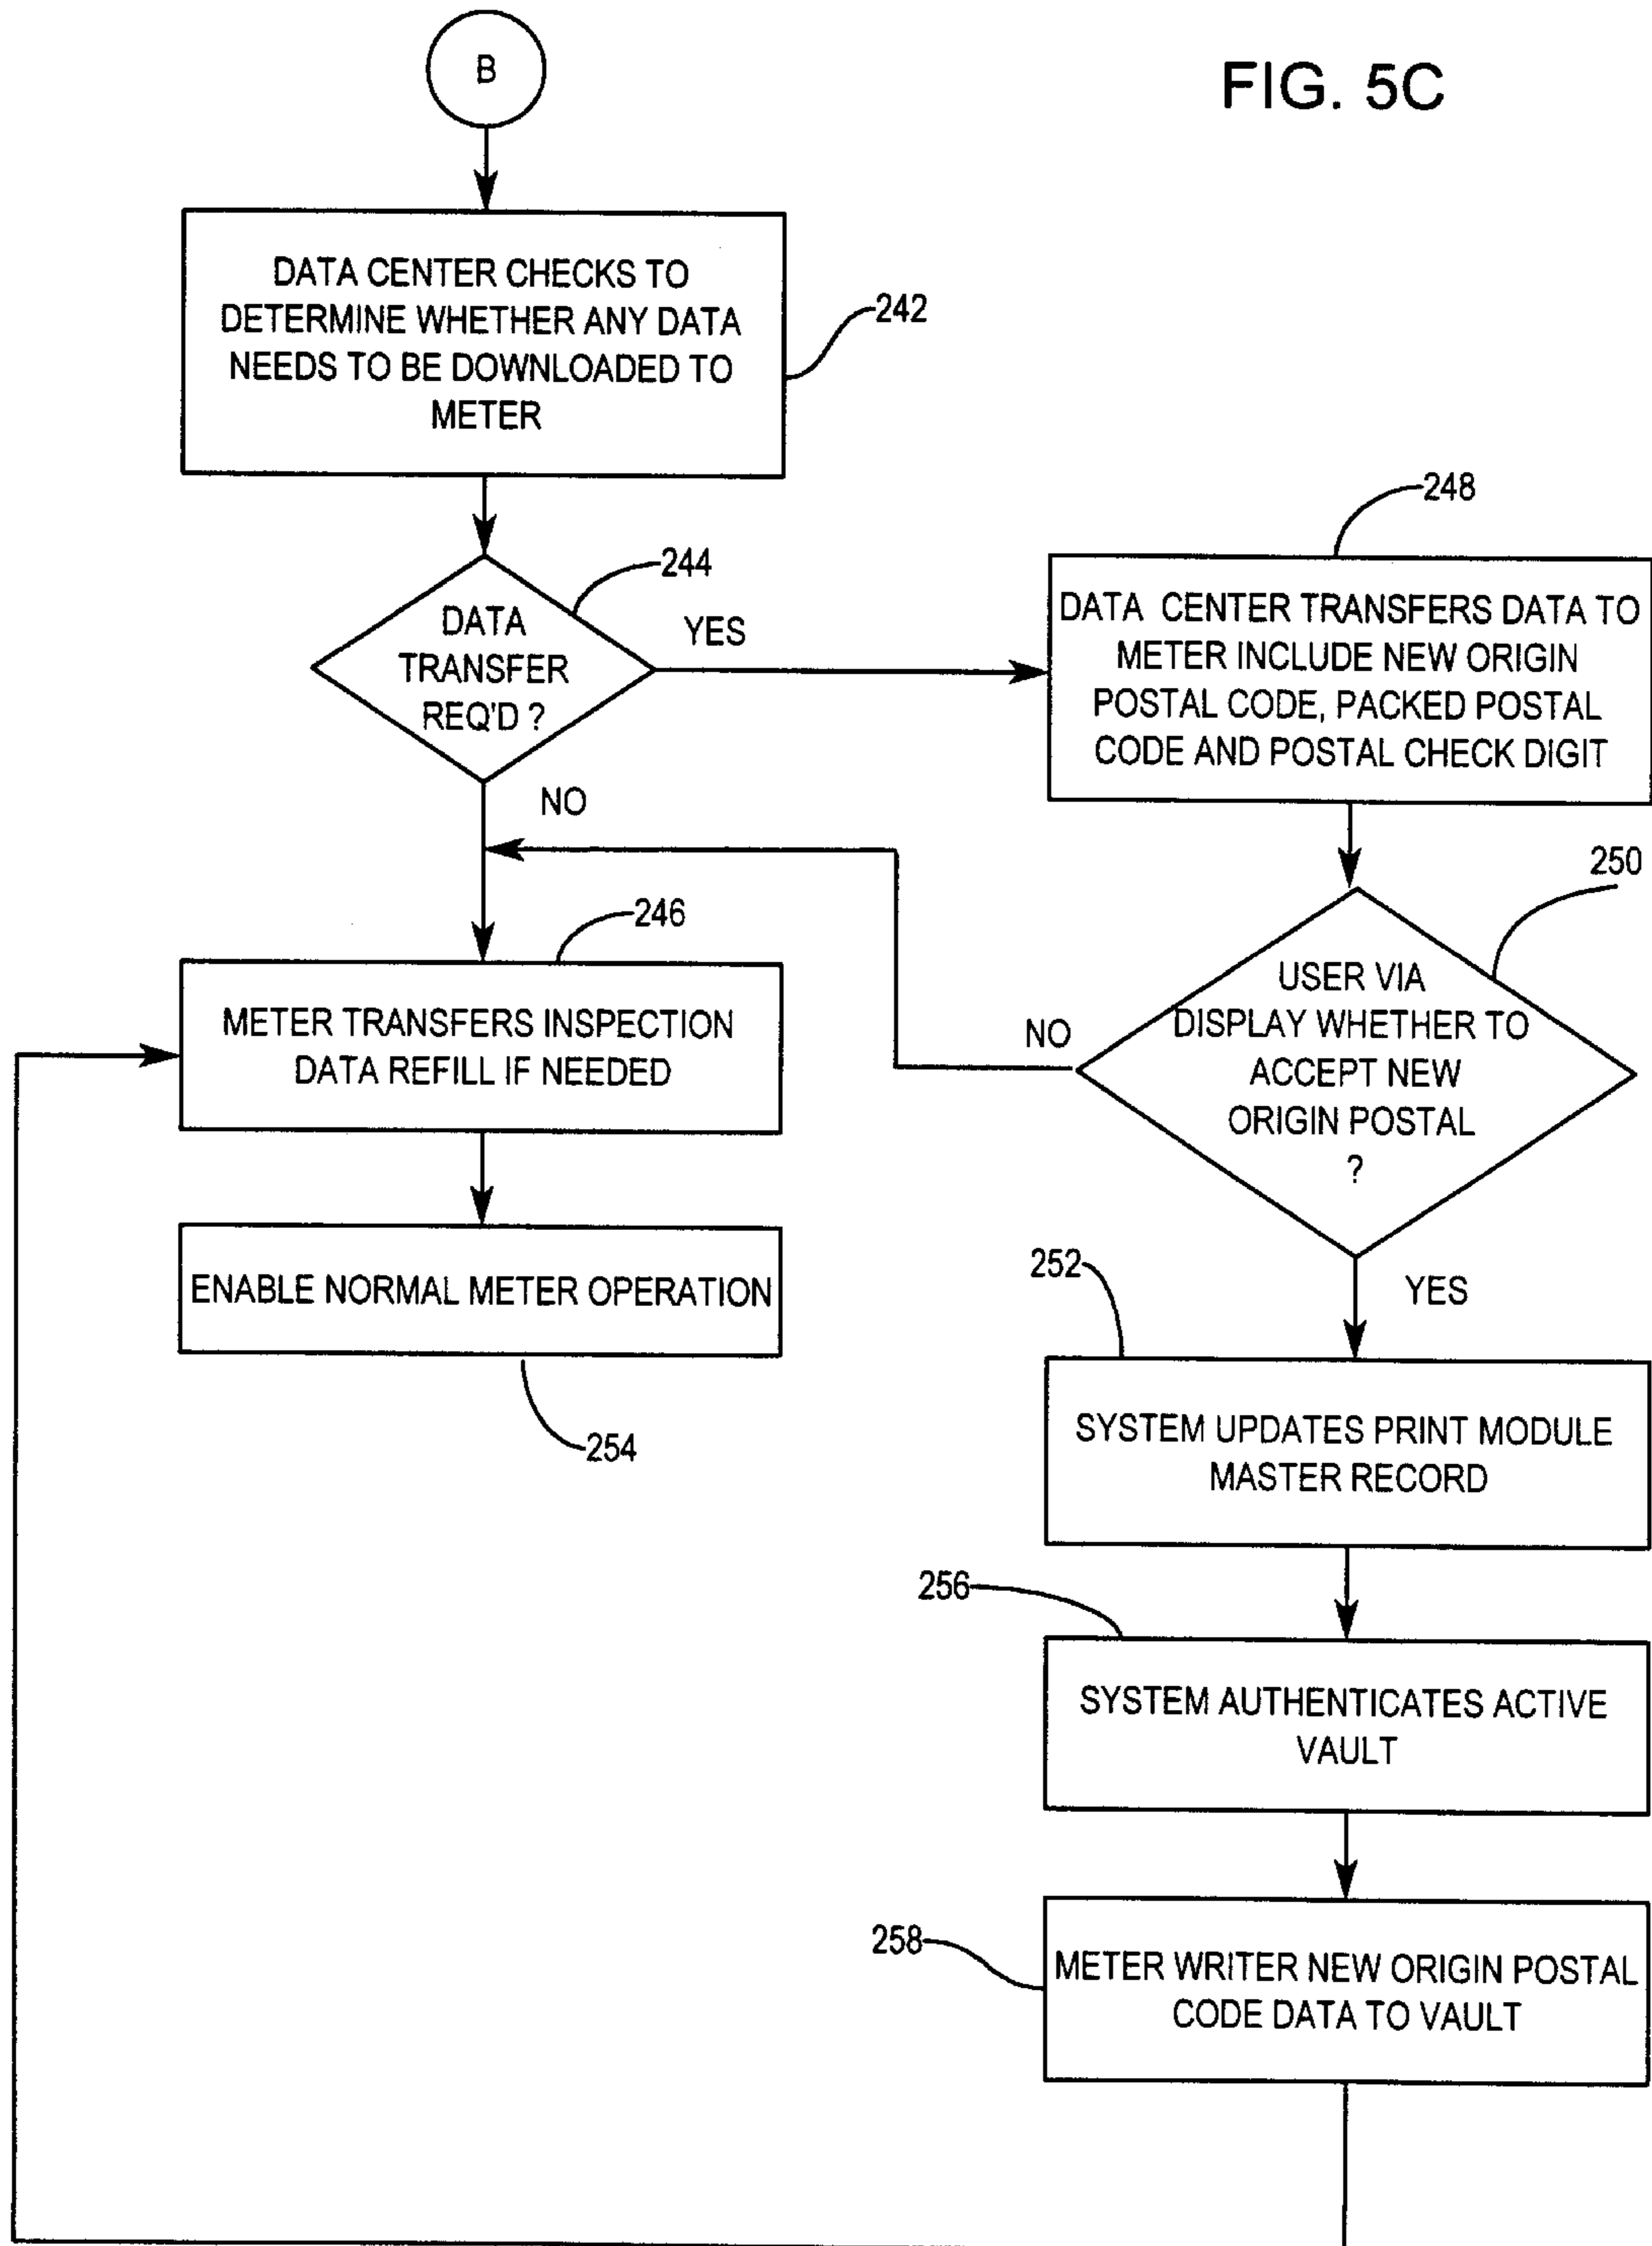 B
FIG. 5C
DATA CENTER CHECKS TO
DETERMINE WHETHER ANY DATA
NEEDS TO BE DOWNLOADED TO
METER
242
244
DATA
TRANSFER
REQ'D ?
YES
NO
248
DATA CENTER TRANSFERS DATA TO
METER INCLUDE NEW ORIGIN
POSTAL CODE, PACKED POSTAL
CODE AND POSTAL CHECK DIGIT
246
METER TRANSFERS INSPECTION
DATA REFILL IF NEEDED
250
USER VIA
DISPLAY WHETHER TO
ACCEPT NEW
ORIGIN POSTAL
?
NO
YES
ENABLE NORMAL METER OPERATION
254
252
SYSTEM UPDATES PRINT MODULE
MASTER RECORD
256
SYSTEM AUTHENTICATES ACTIVE
VAULT
258
METER WRITER NEW ORIGIN POSTAL
CODE DATA TO VAULT